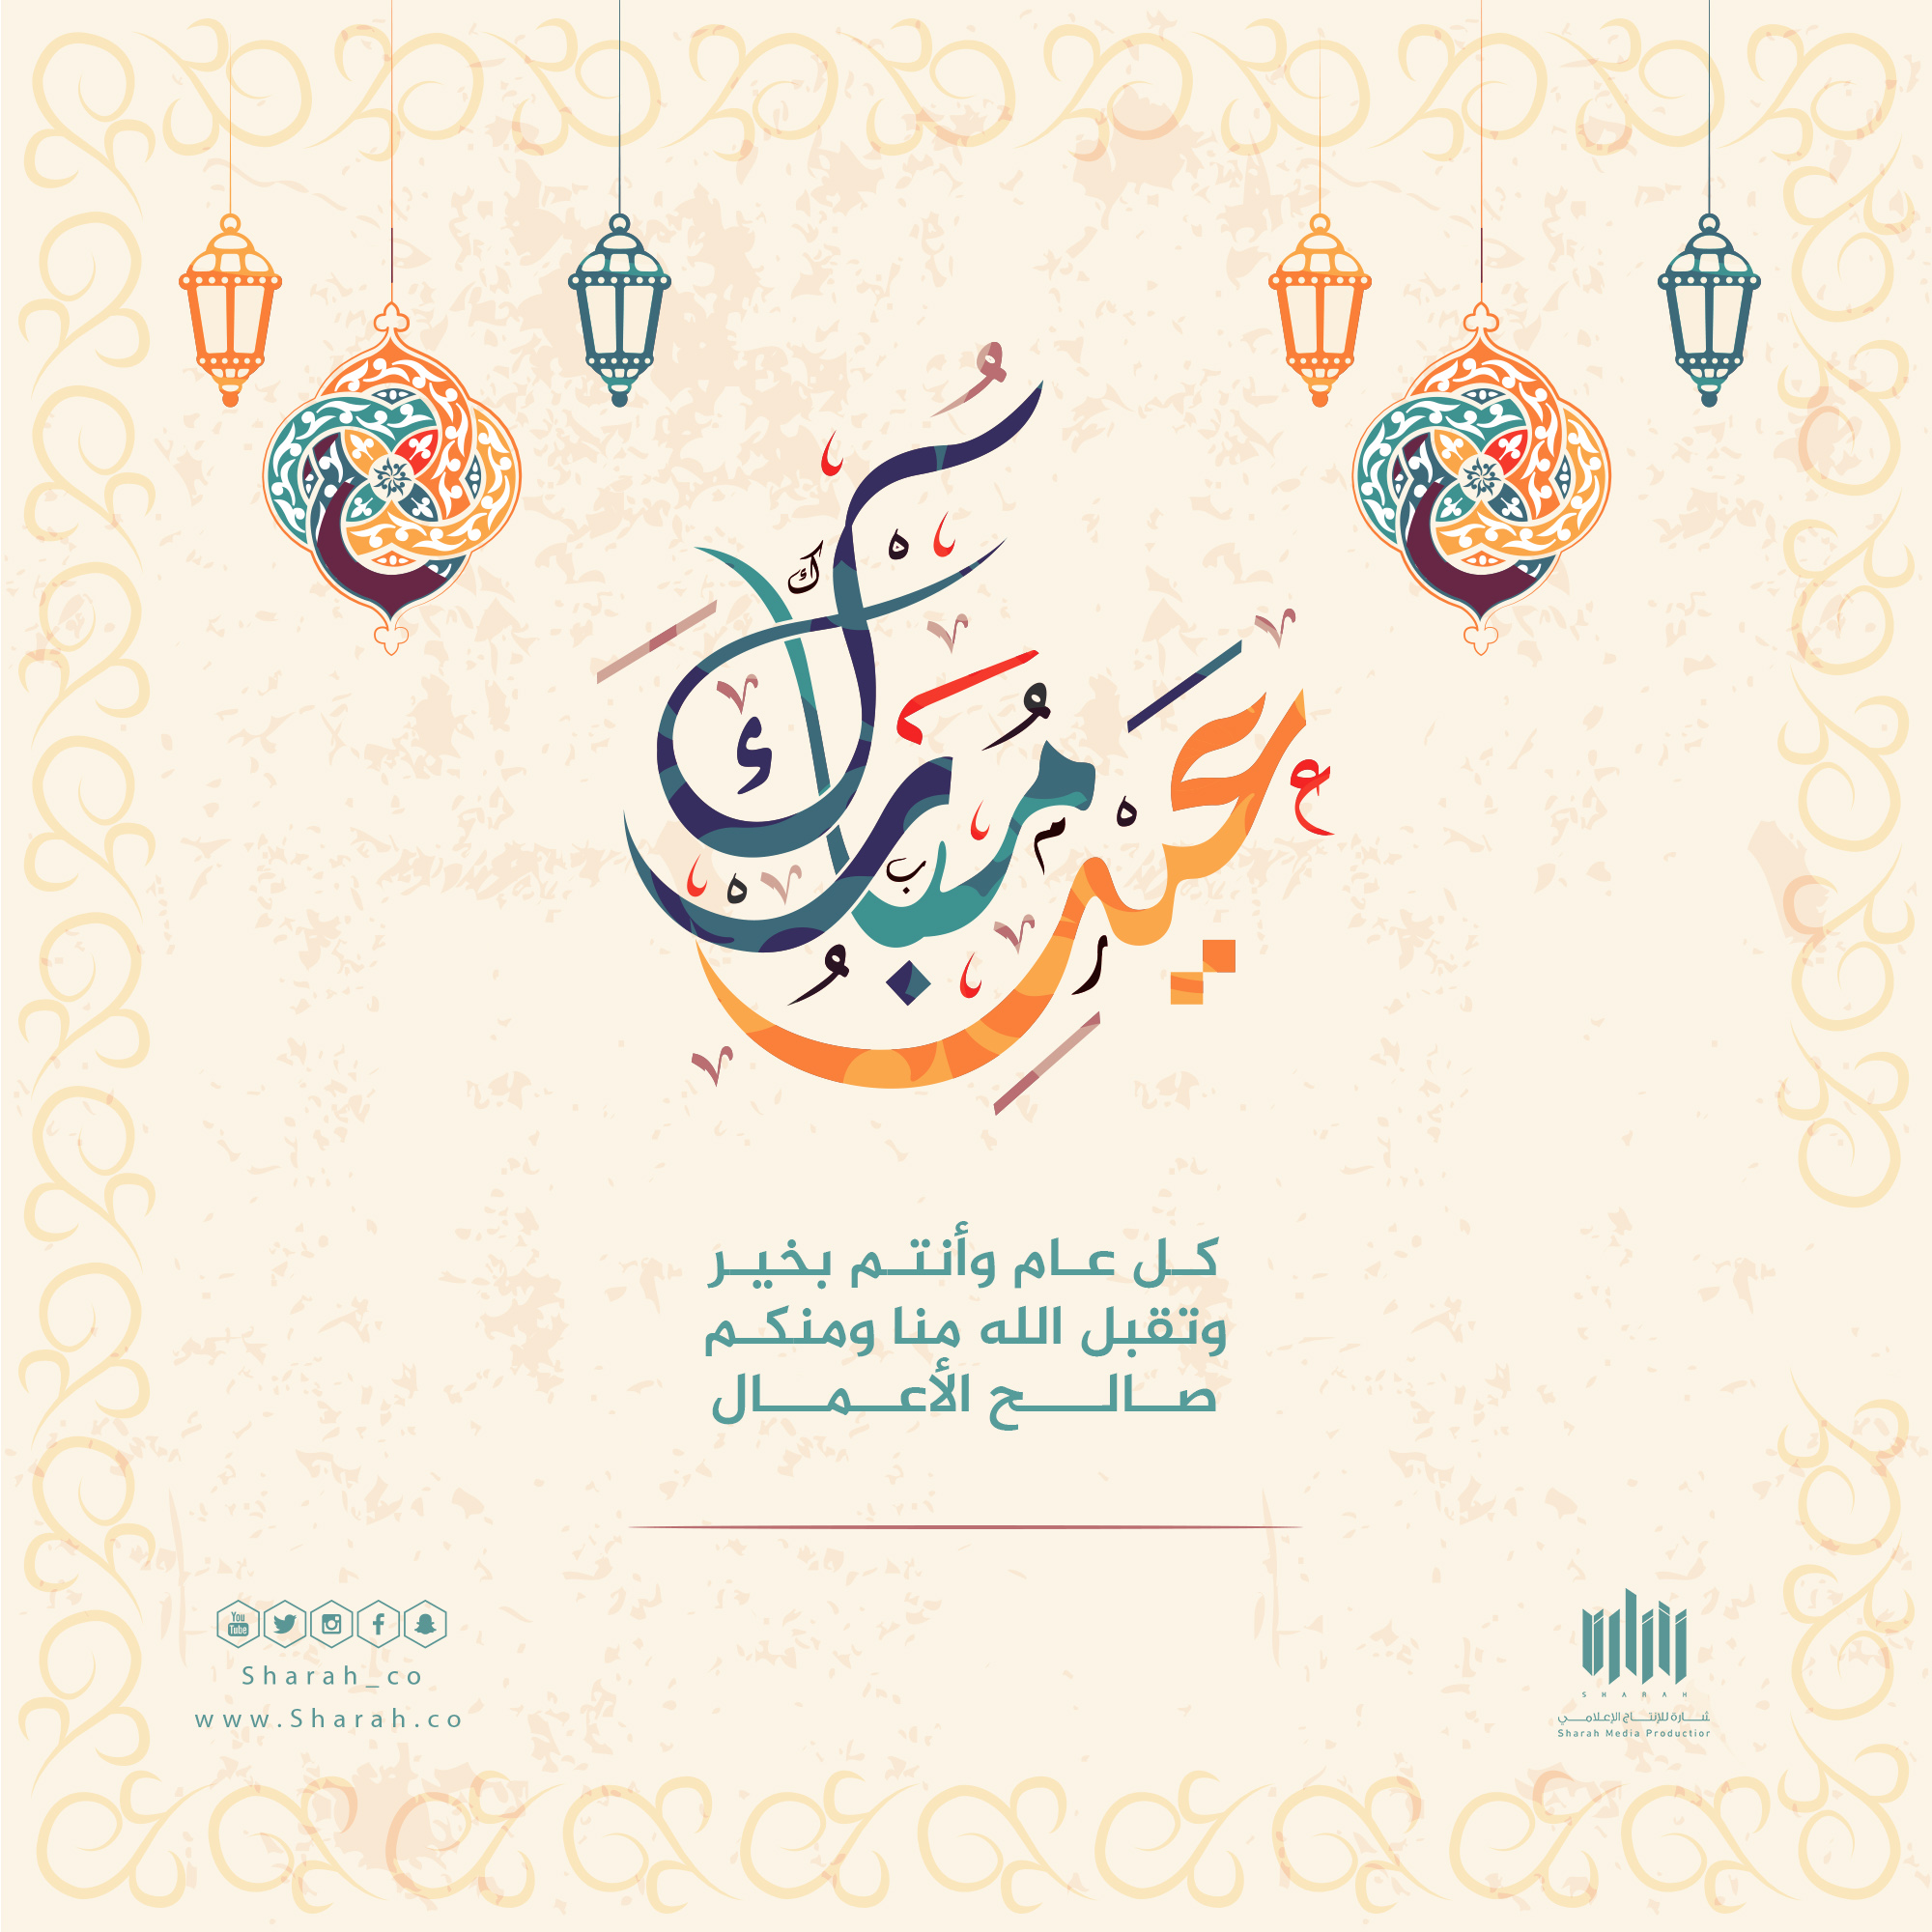 عيد مبارك
كل عام وأنتم بخير
وتقبل الله منا ومنكم
صالح الأعمال
You
Tube
Sharah_co
www.Sharah.co
SHARAH
شارة للإنتاج الإعلامي
Sharah Media Production